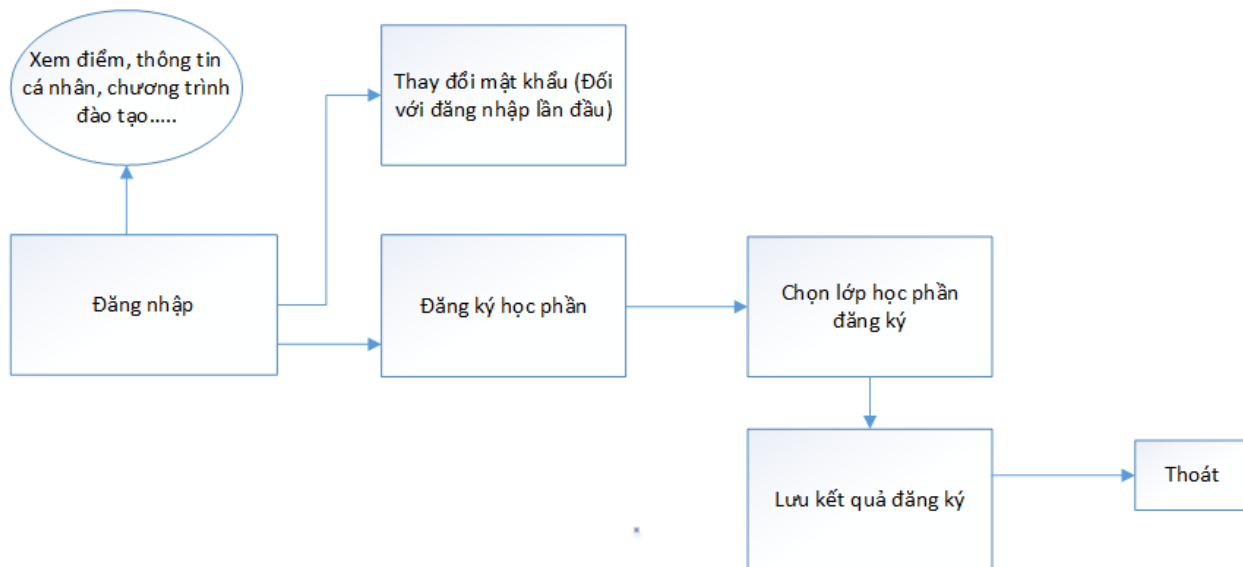 Xem điểm, thông tin
cá nhân, chương trình
đào tạo.....
Thay đổi mật khẩu (Đối
với đăng nhập lần đầu)
Đăng nhập
Đăng ký học phần
Chọn lớp học phần
đăng ký
Lưu kết quả đăng ký
Thoát